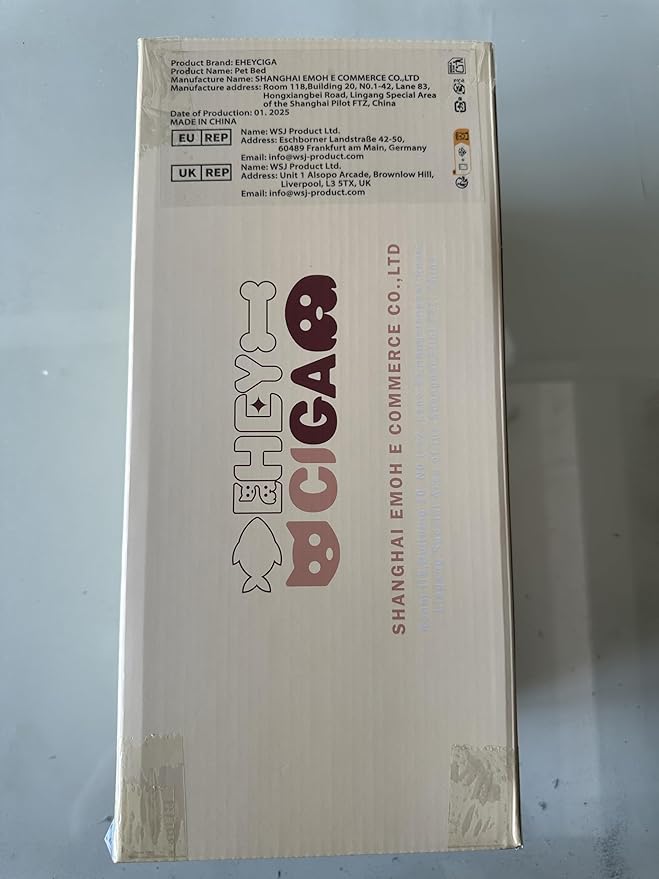 Product Brand: EHEYCIGA
Product Name: Pet Bed
Manufacture Name: SHANGHAI EMOH E COMMERCE CO.,LTD
Manufacture address: Room 118,Building 20, N0.1-42, Lane 83,
Hongxiangbei Road, Lingang Special Area
of the Shanghai Pilot FTZ, China
Date of Production: 01. 2025
MADE IN CHINA
EU REP
Name: WSJ Product Ltd.
Address: Eschborner Landstraße 42-50,
60489 Frankfurt am Main, Germany
Email: info@wsj-product.com
UK REP
Name: WSJ Product Ltd.
Address: Unit 1 Alsopo Arcade, Brownlow Hill,
Liverpool, L3 5TX, UK
Email: info@wsj-product.com
EHEY
CIGA
SHANGHAI EMOH E COMMERCE CO.,LTD